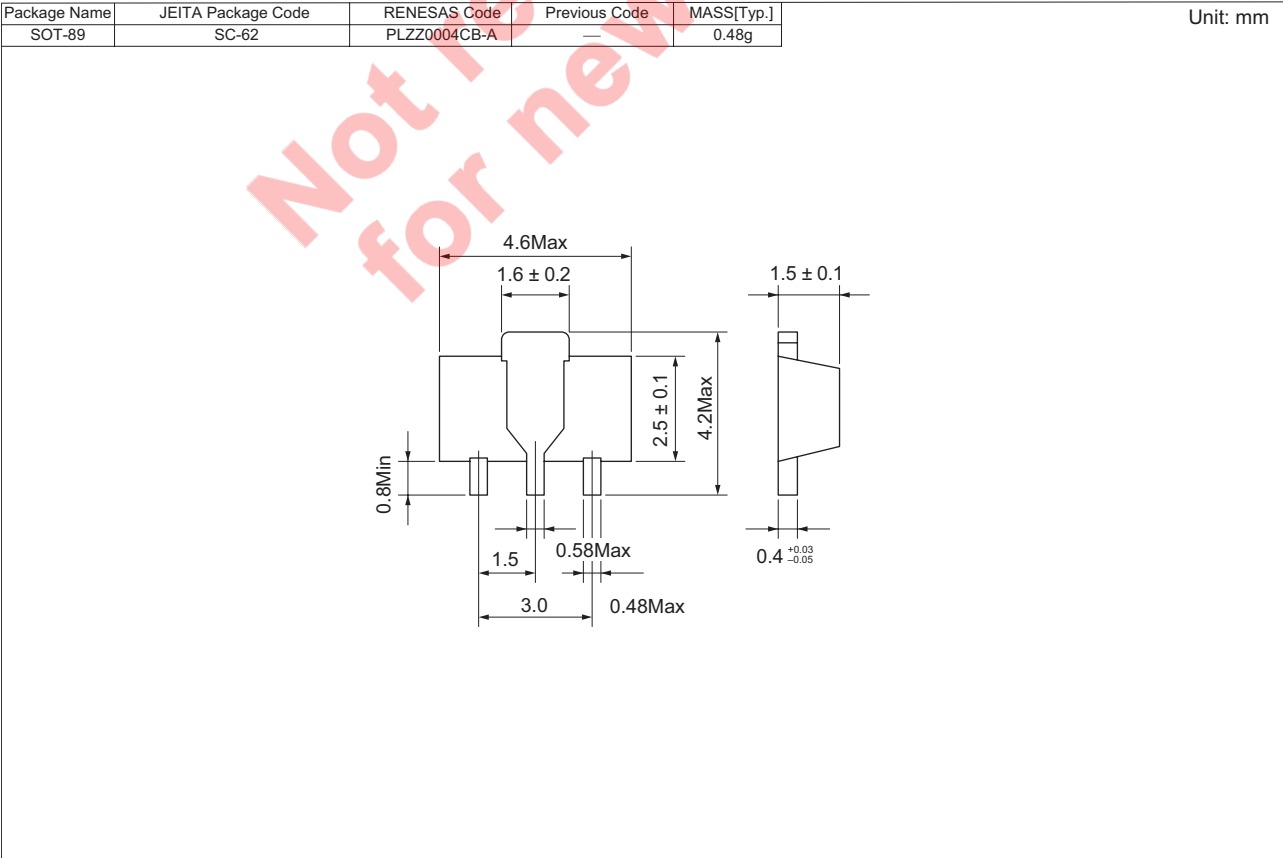 Package Name JEITA Package Code RENESAS Code Previous Code MASS[Typ.]
SOT-89 SC-62 PLZZ0004CB-A — 0.48g
Unit: mm
Not
for new
4.6Max
1.6 ± 0.2
1.5 ± 0.1
2.5 ± 0.1
4.2Max
0.8Min
0.58Max
1.5
0.4 +0.03 –0.05
3.0
0.48Max